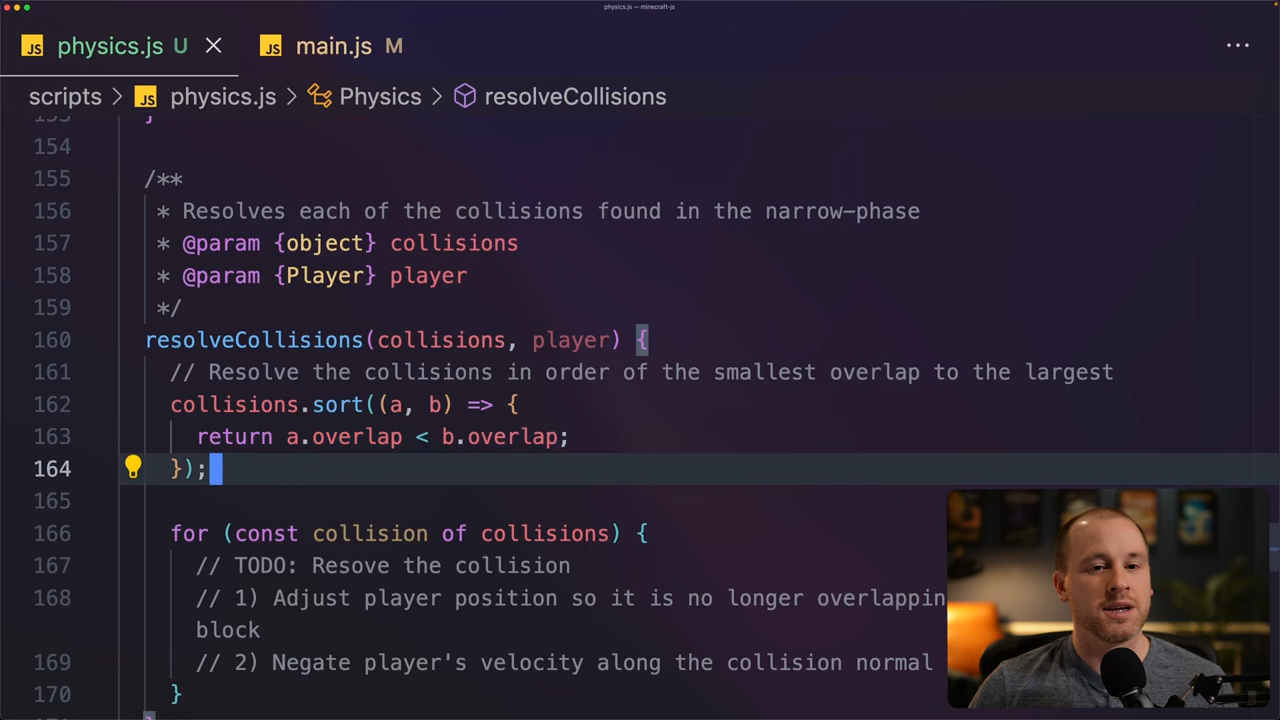 physics.js — minecraft-js
JS physics.js U
JS main.js M
scripts > JS physics.js > Physics > resolveCollisions
153 }
154
155 /**
156 * Resolves each of the collisions found in the narrow-phase
157 * @param {object} collisions
158 * @param {Player} player
159 */
160 resolveCollisions(collisions, player) {
161 // Resolve the collisions in order of the smallest overlap to the largest
162 collisions.sort((a, b) => {
163 return a.overlap < b.overlap;
164 });
165
166 for (const collision of collisions) {
167 // TODO: Resove the collision
168 // 1) Adjust player position so it is no longer overlappin
block
169 // 2) Negate player's velocity along the collision normal
170 }